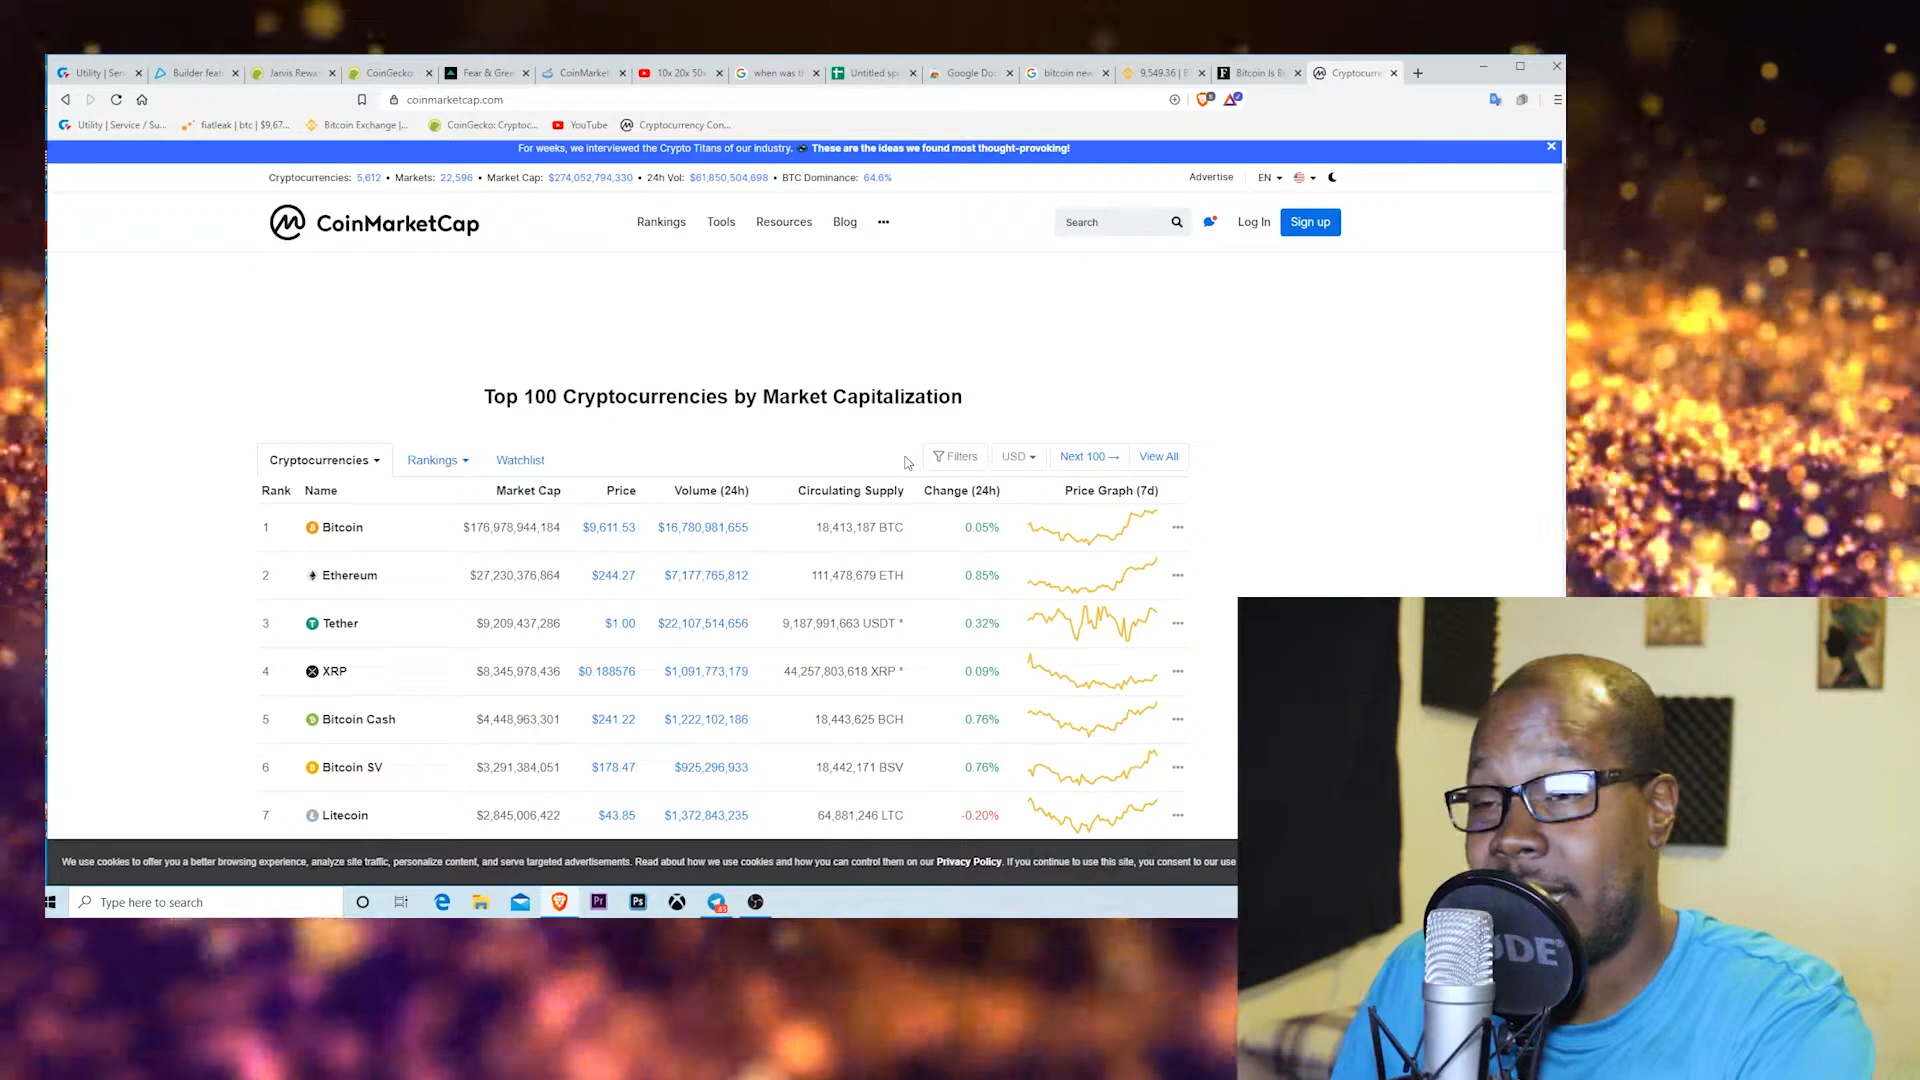 Utility | Ser
Builder feat
Jarvis Rewa
CoinGecko
Fear & Gree
CoinMarket
10x 20x 50x
when was t
Untitled sp
Google Doc
bitcoin new
9,549.36 | B
Bitcoin Is B
Cryptocurre
coinmarketcap.com
Utility | Service / Su...
fiatleak | btc | $9,67...
Bitcoin Exchange |...
CoinGecko: Cryptoc...
YouTube
Cryptocurrency Con...
For weeks, we interviewed the Crypto Titans of our industry. These are the ideas we found most thought-provoking!
Cryptocurrencies: 5,612 • Markets: 22,596 • Market Cap: $274,052,794,330 • 24h Vol: $61,850,504,698 • BTC Dominance: 64.6%
Advertise
EN
CoinMarketCap
Rankings
Tools
Resources
Blog
Search
Log In
Sign up
Top 100 Cryptocurrencies by Market Capitalization
Cryptocurrencies
Rankings
Watchlist
Filters
USD
Next 100 →
View All
Rank Name Market Cap Price Volume (24h) Circulating Supply Change (24h) Price Graph (7d)
1 Bitcoin $176,978,944,184 $9,611.53 $16,780,981,655 18,413,187 BTC 0.05%
2 Ethereum $27,230,376,864 $244.27 $7,177,765,812 111,478,679 ETH 0.85%
3 Tether $9,209,437,286 $1.00 $22,107,514,656 9,187,991,663 USDT * 0.32%
4 XRP $8,345,978,436 $0.188576 $1,091,773,179 44,257,803,618 XRP * 0.09%
5 Bitcoin Cash $4,448,963,301 $241.22 $1,222,102,186 18,443,625 BCH 0.76%
6 Bitcoin SV $3,291,384,051 $178.47 $925,296,933 18,442,171 BSV 0.76%
7 Litecoin $2,845,006,422 $43.85 $1,372,843,235 64,881,246 LTC -0.20%
We use cookies to offer you a better browsing experience, analyze site traffic, personalize content, and serve targeted advertisements. Read about how we use cookies and how you can control them on our Privacy Policy. If you continue to use this site, you consent to our use
Type here to search
Pr
Ps